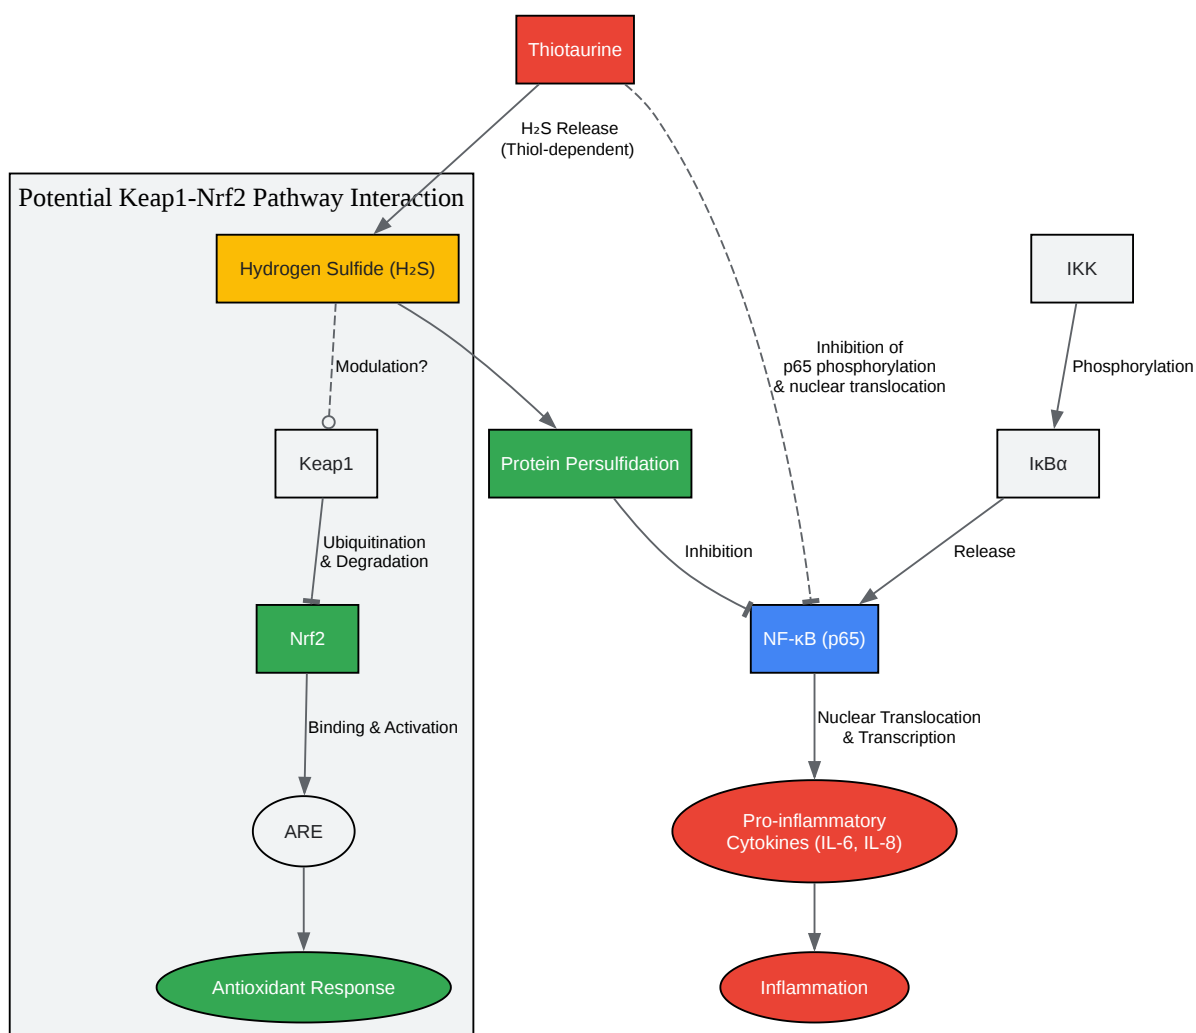 Thiotaurine
H₂S Release
(Thiol-dependent)
Potential Keap1-Nrf2 Pathway Interaction
Hydrogen Sulfide (H₂S)
IKK
Modulation?
Inhibition of
p65 phosphorylation
& nuclear translocation
Phosphorylation
Keap1
Protein Persulfidation
IκBα
Ubiquitination
& Degradation
Inhibition
Release
Nrf2
NF-κB (p65)
Binding & Activation
Nuclear Translocation
& Transcription
ARE
Pro-inflammatory
Cytokines (IL-6, IL-8)
Antioxidant Response
Inflammation